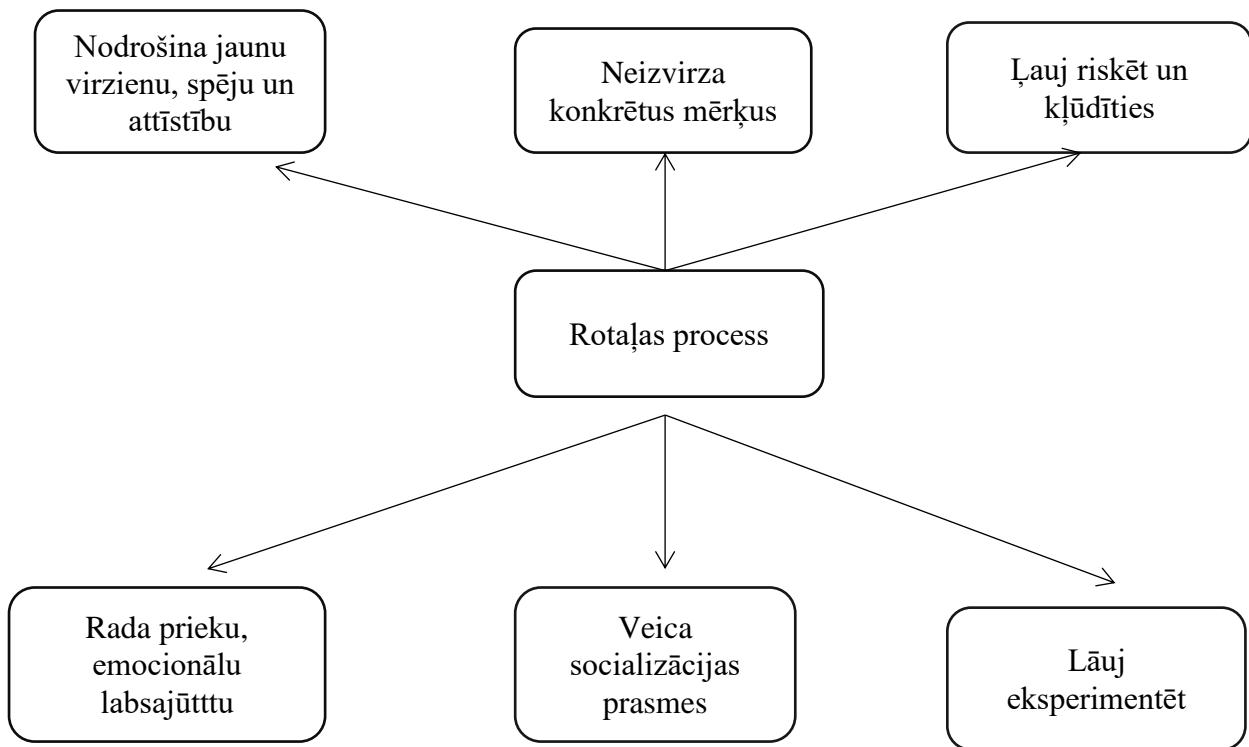 Nodrošina jaunu
virzienu, spēju un
attīstību
Neizvirza
konkrētus mērķus
Ļauj riskēt un
kļūdīties
Rotaļas process
Rada prieku,
emocionālu
labsajūtttu
Veica
socializācijas
prasmes
Lāuj
eksperimentēt